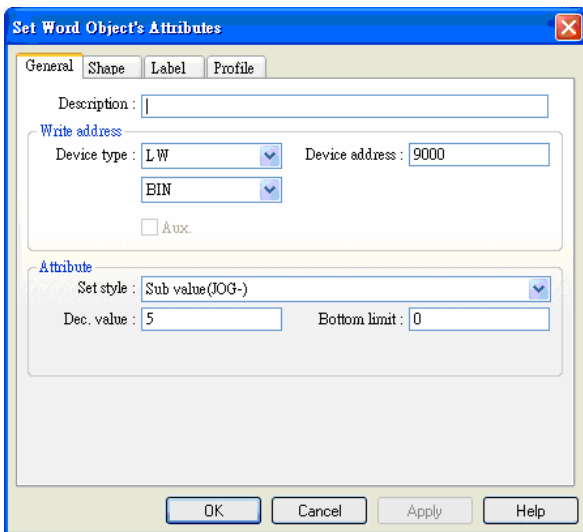 Set Word Object's Attributes
General Shape Label Profile
Description :
Write address
Device type : LW Device address : 9000
BIN
Aux.
Attribute
Set style : Sub value(JOG-)
Dec. value : 5 Bottom limit : 0
OK Cancel Apply Help